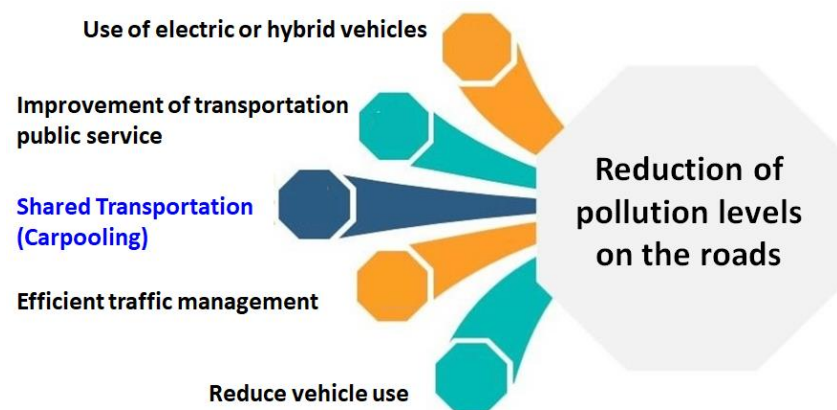 Use of electric or hybrid vehicles
Improvement of transportation
public service
Shared Transportation
(Carpooling)
Efficient traffic management
Reduce vehicle use
Reduction of
pollution levels
on the roads